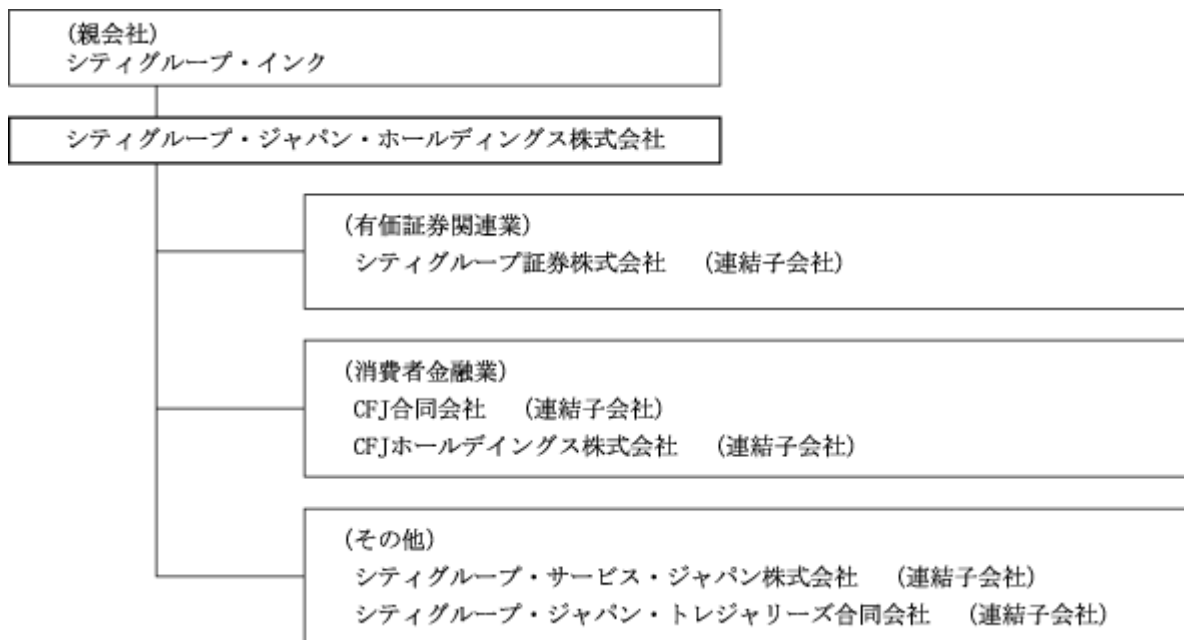 (親会社)
シティグループ・インク
シティグループ・ジャパン・ホールディングス株式会社
(有価証券関連業)
シティグループ証券株式会社 (連結子会社)
(消費者金融業)
CFJ合同会社 (連結子会社)
CFJホールデイングス株式会社 (連結子会社)
(その他)
シティグループ・サービス・ジャパン株式会社 (連結子会社)
シティグループ・ジャパン・トレジャリーズ合同会社 (連結子会社)